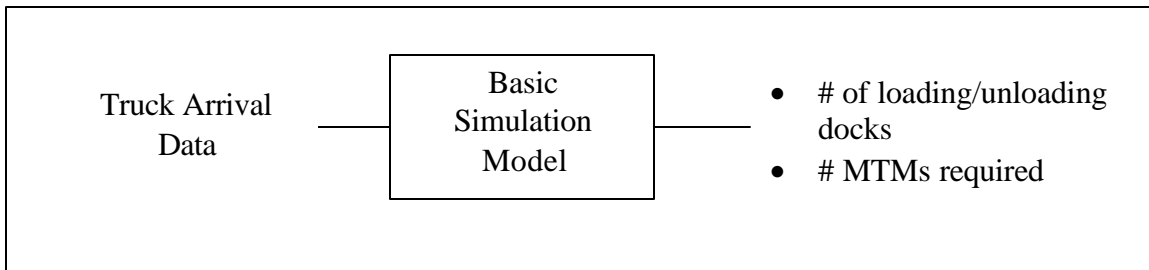 Truck Arrival
Data
Basic
Simulation
Model
• # of loading/unloading
docks
• # MTMs required